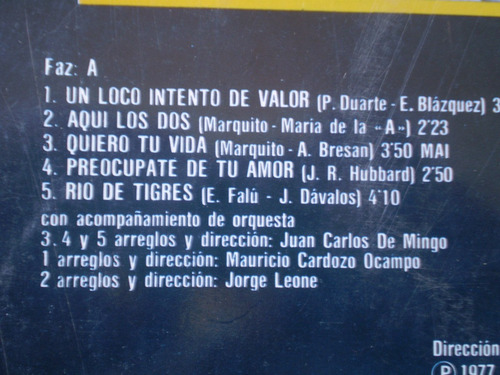 Faz: A
1. UN LOCO INTENTO DE VALOR (P. Duarte - E. Blázquez) 3
2. AQUI LOS DOS (Marquito - Maria de la «A») 2'23
3. QUIERO TU VIDA (Marquito - A. Bresan) 3'50 MAI
4. PREOCUPATE DE TU AMOR (J. R. Hubbard) 2'50
5. RIO DE TIGRES (E. Falú - J. Dávalos) 4'10
con acompañamiento de orquesta
3. 4 y 5 arreglos y dirección: Juan Carlos De Mingo
1 arreglos y dirección: Mauricio Cardozo Ocampo
2 arreglos y dirección: Jorge Leone
Dirección
Ⓟ 1977